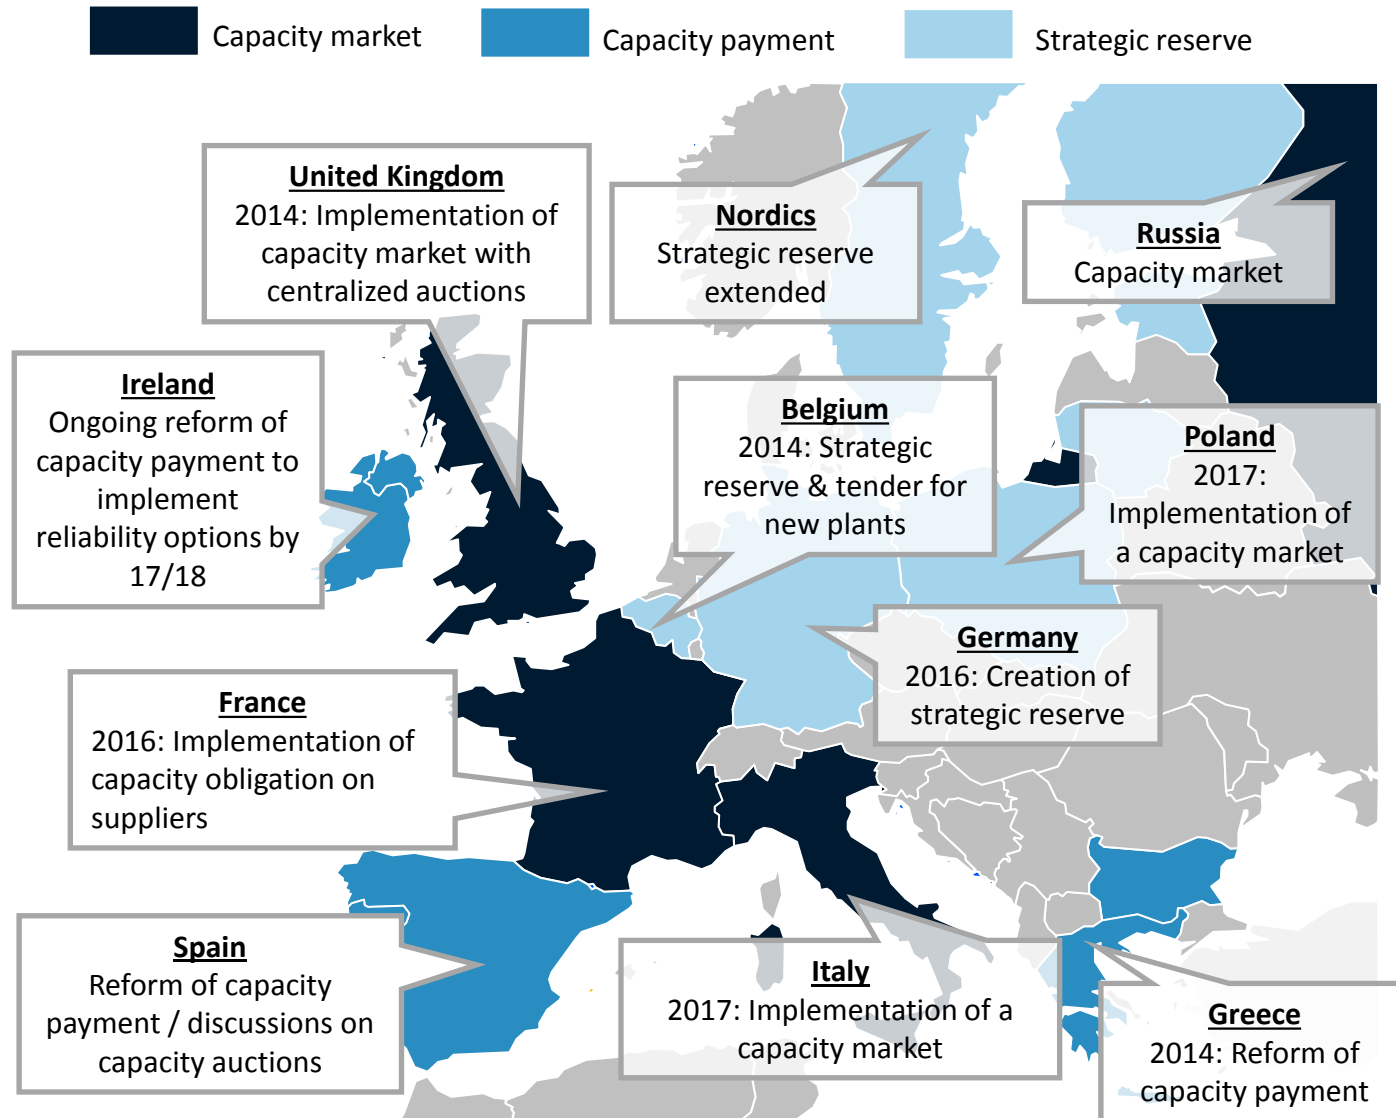 Capacity market
Capacity payment
Strategic reserve
United Kingdom
2014: Implementation of
capacity market with
centralized auctions
Nordics
Strategic reserve
extended
Russia
Capacity market
Ireland
Ongoing reform of
capacity payment to
implement
reliability options by
17/18
Belgium
2014: Strategic
reserve & tender for
new plants
Poland
2017:
Implementation of
a capacity market
Germany
2016: Creation of
strategic reserve
France
2016: Implementation of
capacity obligation on
suppliers
Spain
Reform of capacity
payment / discussions on
capacity auctions
Italy
2017: Implementation of a
capacity market
Greece
2014: Reform of
capacity payment